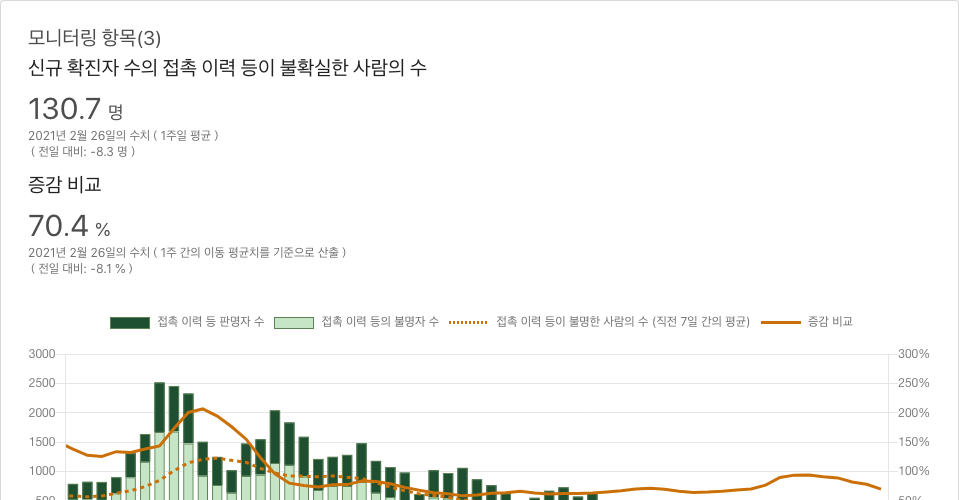 모니터링 항목(3)
신규 확진자 수의 접촉 이력 등이 불확실한 사람의 수
130.7 명
2021년 2월 26일의 수치 ( 1주일 평균 )
( 전일 대비: -8.3 명 )
증감 비교
70.4 %
2021년 2월 26일의 수치 ( 1주 간의 이동 평균치를 기준으로 산출 )
( 전일 대비: -8.1 % )
접촉 이력 등 판명자 수 접촉 이력 등의 불명자 수 접촉 이력 등이 불명한 사람의 수 (직전 7일 간의 평균) 증감 비교
3000 300%
2500 250%
2000 200%
1500 150%
1000 100%
500 50%